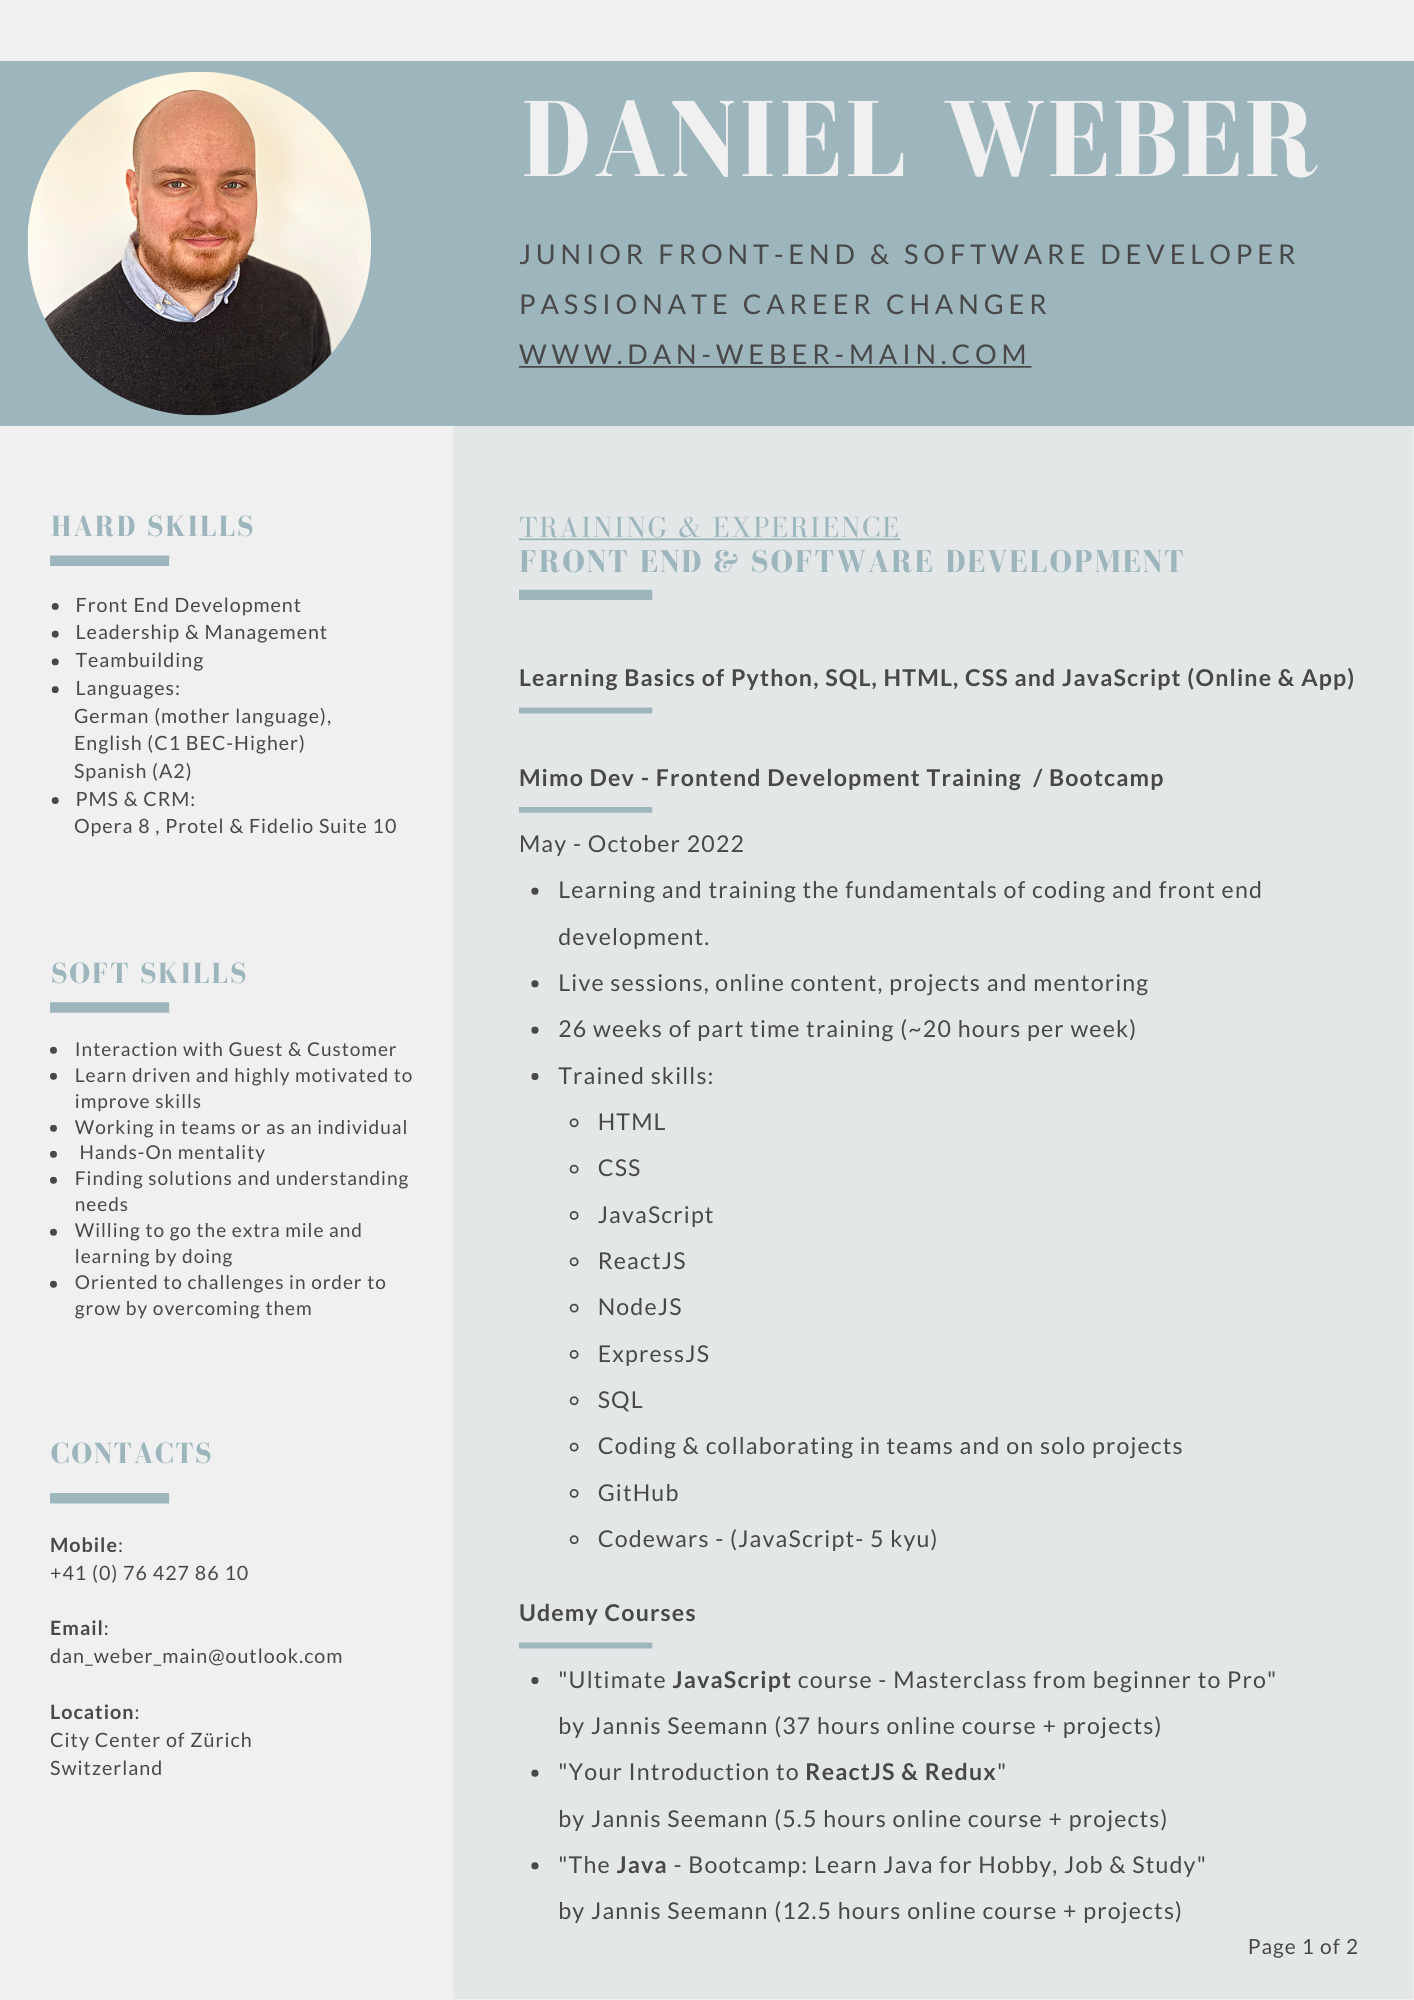 DANIEL WEBER
JUNIOR FRONT-END & SOFTWARE DEVELOPER
PASSIONATE CAREER CHANGER
WWW.DAN-WEBER-MAIN.COM
HARD SKILLS
• Front End Development
• Leadership & Management
• Teambuilding
• Languages:
German (mother language),
English (C1 BEC-Higher)
Spanish (A2)
• PMS & CRM:
Opera 8 , Protel & Fidelio Suite 10
SOFT SKILLS
• Interaction with Guest & Customer
• Learn driven and highly motivated to
improve skills
• Working in teams or as an individual
• Hands-On mentality
• Finding solutions and understanding
needs
• Willing to go the extra mile and
learning by doing
• Oriented to challenges in order to
grow by overcoming them
CONTACTS
Mobile:
+41 (0) 76 427 86 10
Email:
dan_weber_main@outlook.com
Location:
City Center of Zürich
Switzerland
TRAINING & EXPERIENCE
FRONT END & SOFTWARE DEVELOPMENT
Learning Basics of Python, SQL, HTML, CSS and JavaScript (Online & App)
Mimo Dev - Frontend Development Training / Bootcamp
May - October 2022
• Learning and training the fundamentals of coding and front end
development.
• Live sessions, online content, projects and mentoring
• 26 weeks of part time training (~20 hours per week)
• Trained skills:
◦ HTML
◦ CSS
◦ JavaScript
◦ ReactJS
◦ NodeJS
◦ ExpressJS
◦ SQL
◦ Coding & collaborating in teams and on solo projects
◦ GitHub
◦ Codewars - (JavaScript- 5 kyu)
Udemy Courses
• "Ultimate JavaScript course - Masterclass from beginner to Pro"
by Jannis Seemann (37 hours online course + projects)
• "Your Introduction to ReactJS & Redux"
by Jannis Seemann (5.5 hours online course + projects)
• "The Java - Bootcamp: Learn Java for Hobby, Job & Study"
by Jannis Seemann (12.5 hours online course + projects)
Page 1 of 2